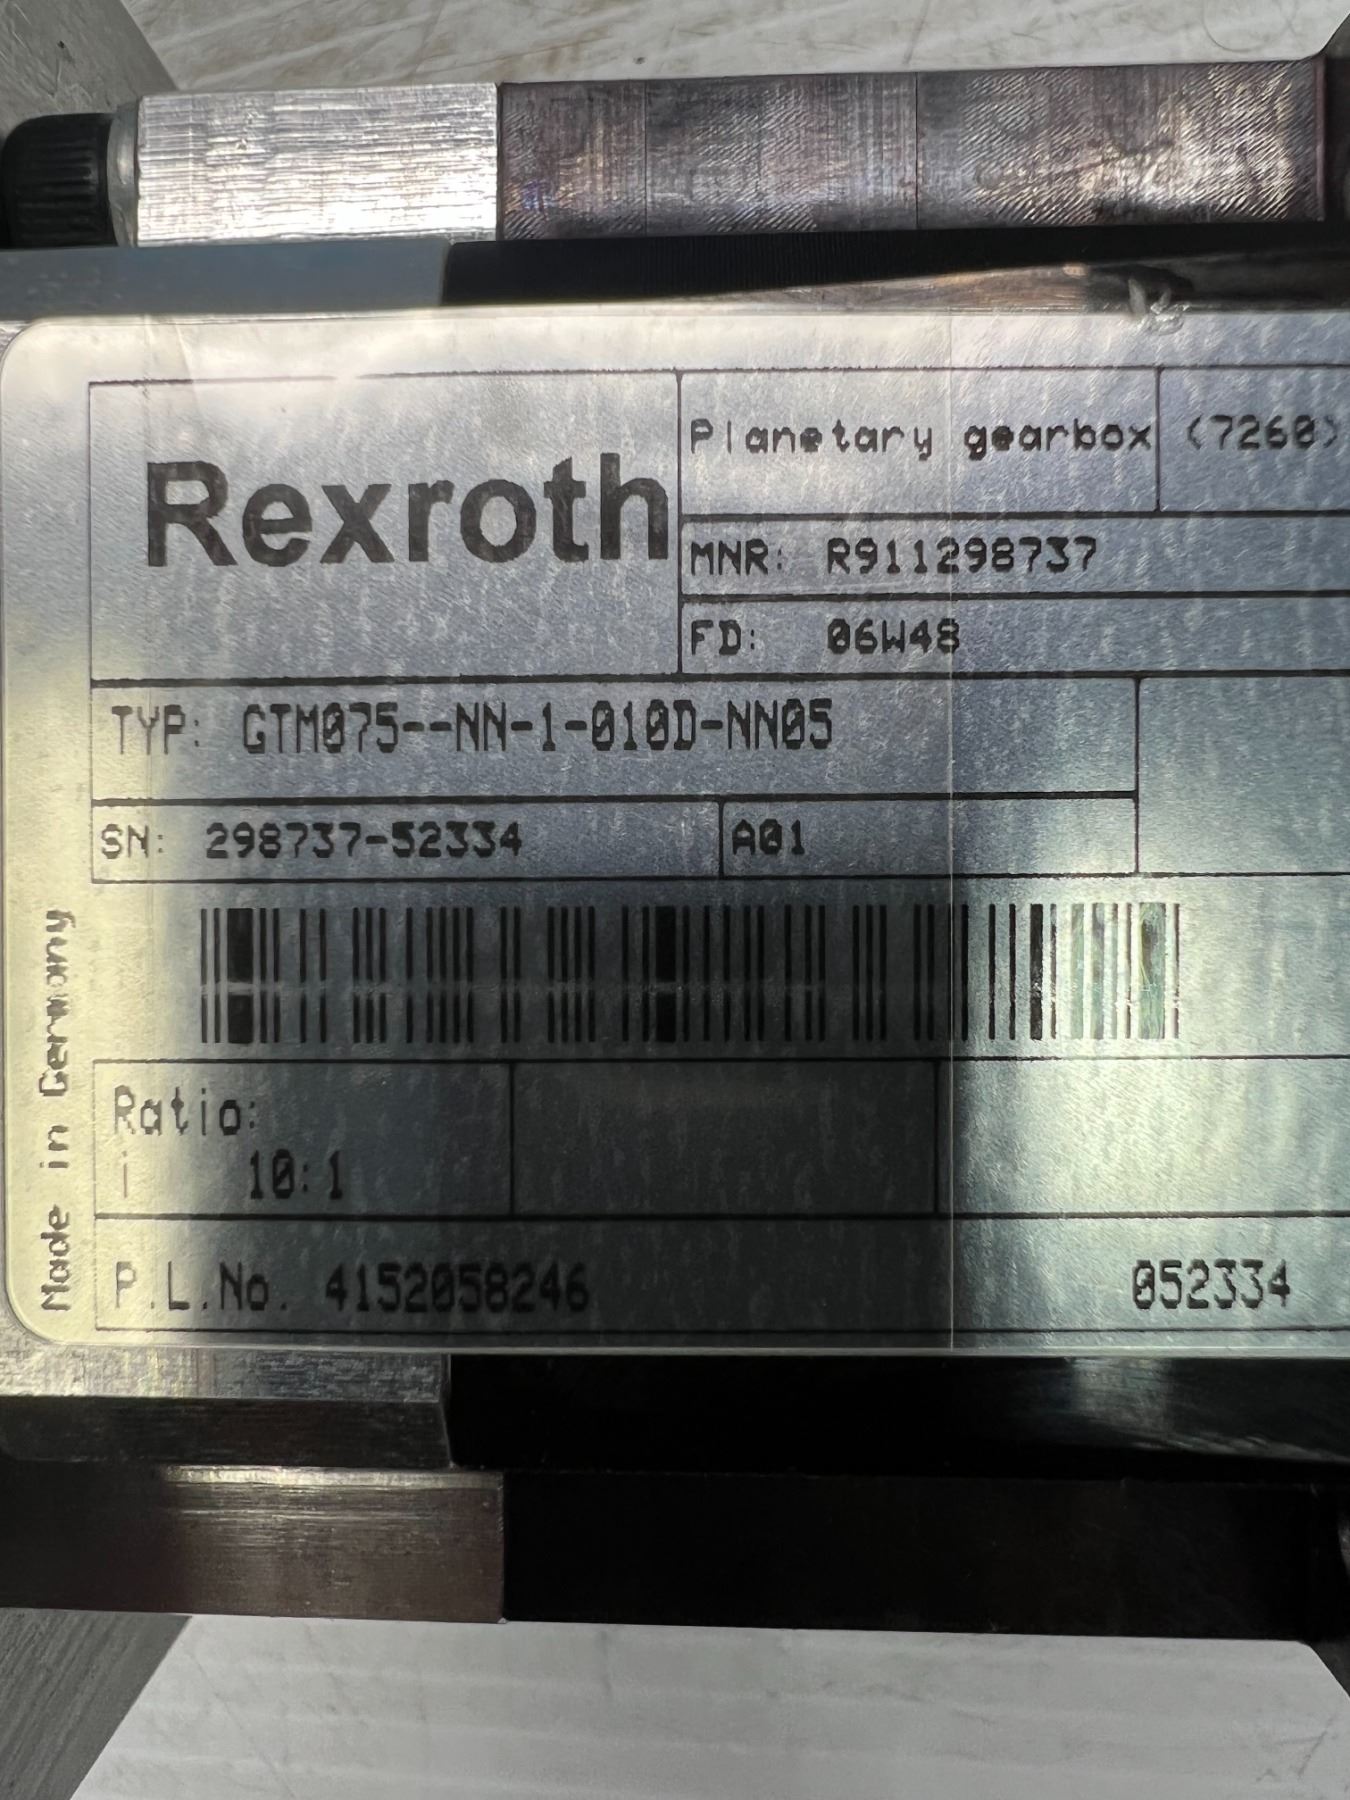 Rexroth
Planetary gearbox (7260)
MNR: R911298737
FD: 06W48
TYP: GTM075--NN-1-010D-NN05
SN: 298737-52334 A01
Made in Germany
Ratio:
i 10:1
P.L.No. 4152058246 052334